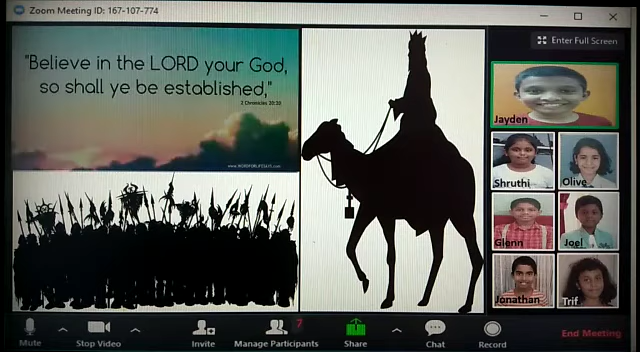 Zoom Meeting ID: 167-107-774
Enter Full Screen
"Believe in the LORD your God,
so shall ye be established,"
2 Chronicles 20:20
Jayden
Shruthi
Olive
Glenn
Joel
Jonathan
Trif
Mute
Stop Video
Invite
Manage Participants
7
Share
Chat
Record
End Meeting